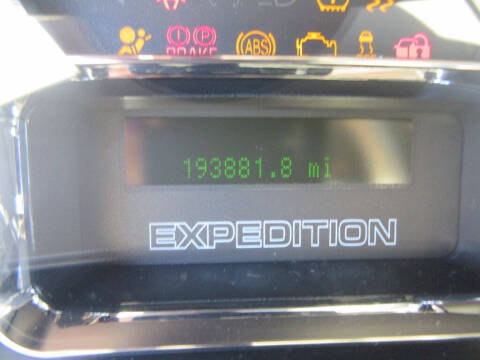 BRAKE
ABS
193881.8 mi
EXPEDITION